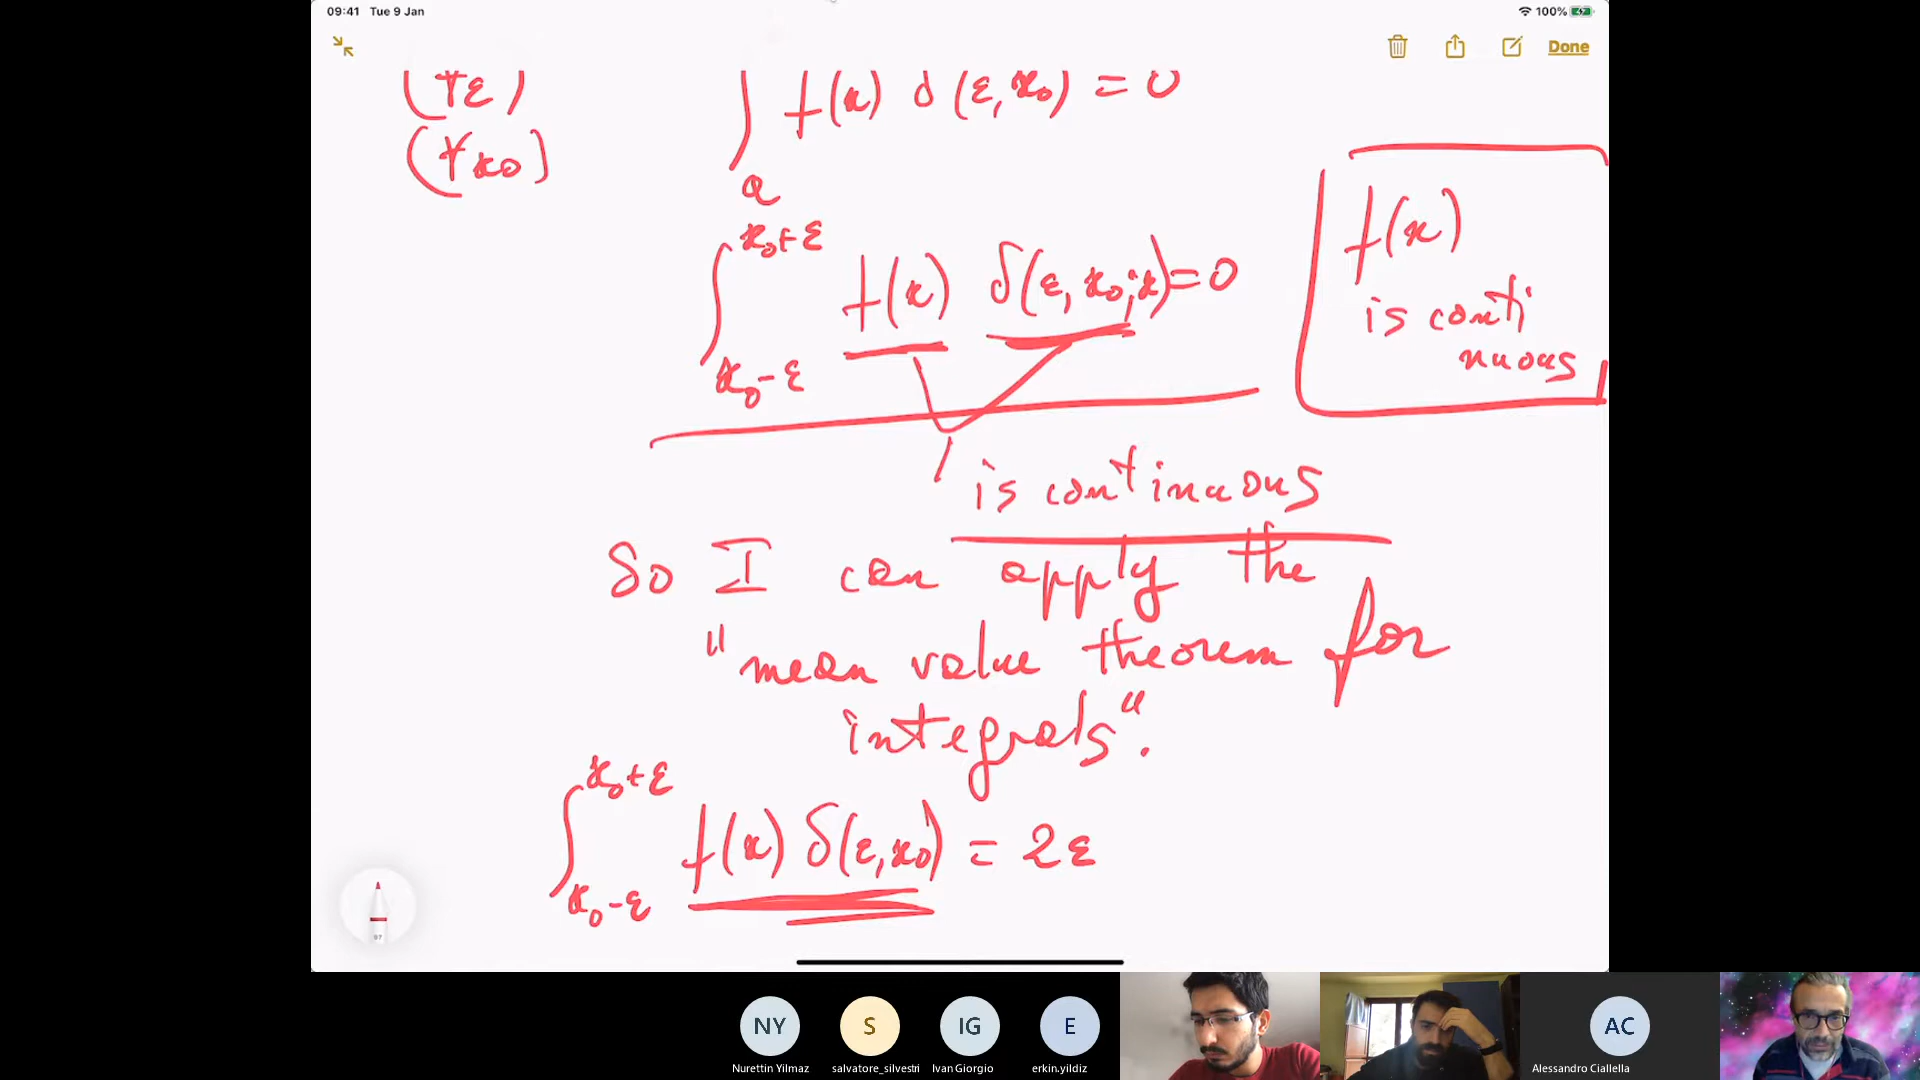 09:41 Tue 9 Jan
100%
Done
(∀ε) ∫ f(x) δ(ε, x₀) = 0
(∀x₀)
x₀+ε
∫ f(x) δ(ε, x₀; x) = 0
x₀-ε
f(x)
is conti
nuous
is continuous
So I can apply the
"mean value theorem for
integrals".
x₀+ε
∫ f(x) δ(ε, x₀) = 2ε
x₀-ε
97
NY S IG E AC
Nurettin Yilmaz salvatore_silvestri Ivan Giorgio erkin.yildiz Alessandro Ciallella